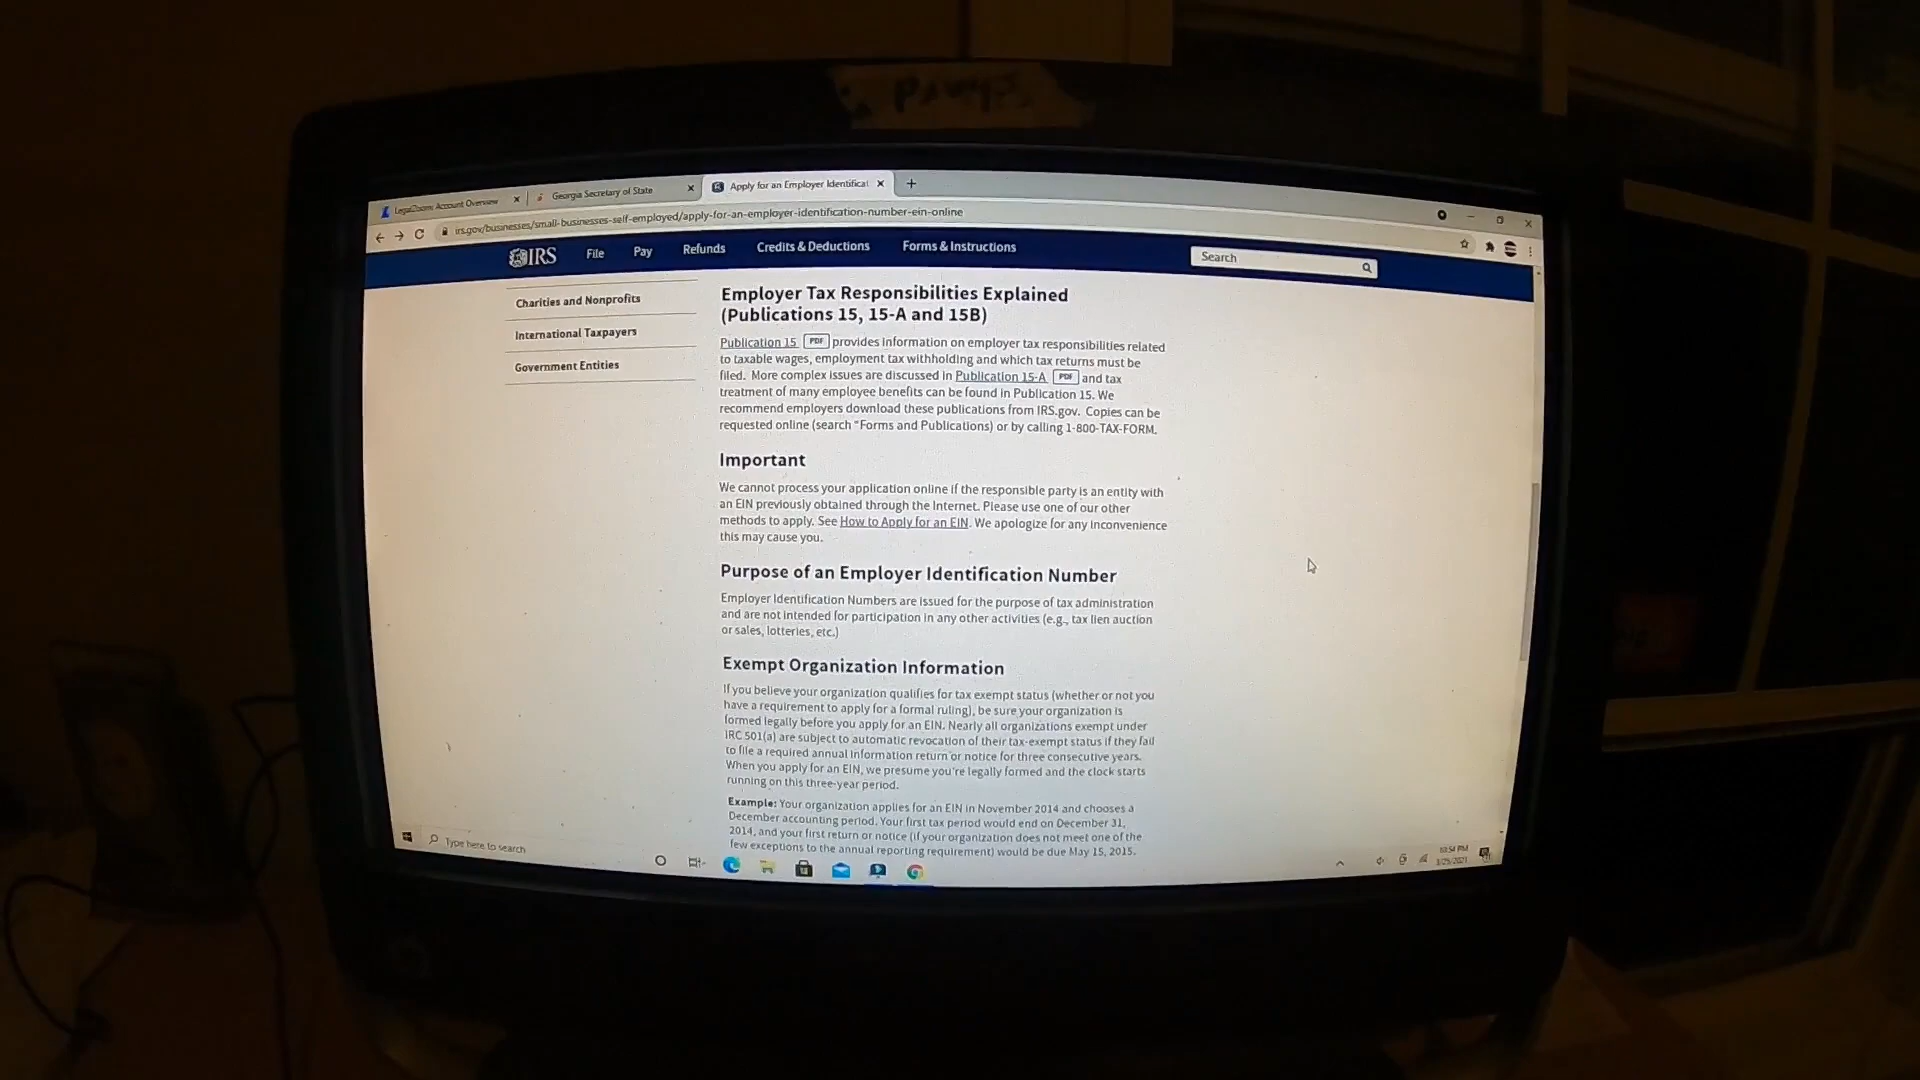 LegalZoom: Account Overview
Georgia Secretary of State
Apply for an Employer Identificat
irs.gov/businesses/small-businesses-self-employed/apply-for-an-employer-identification-number-ein-online
IRS File Pay Refunds Credits & Deductions Forms & Instructions Search
Charities and Nonprofits
International Taxpayers
Government Entities
Employer Tax Responsibilities Explained
(Publications 15, 15-A and 15B)
Publication 15 PDF provides information on employer tax responsibilities related
to taxable wages, employment tax withholding and which tax returns must be
filed. More complex issues are discussed in Publication 15-A PDF and tax
treatment of many employee benefits can be found in Publication 15. We
recommend employers download these publications from IRS.gov. Copies can be
requested online (search "Forms and Publications) or by calling 1-800-TAX-FORM.
Important
We cannot process your application online if the responsible party is an entity with
an EIN previously obtained through the Internet. Please use one of our other
methods to apply. See How to Apply for an EIN. We apologize for any inconvenience
this may cause you.
Purpose of an Employer Identification Number
Employer Identification Numbers are issued for the purpose of tax administration
and are not intended for participation in any other activities (e.g., tax lien auction
or sales, lotteries, etc.)
Exempt Organization Information
If you believe your organization qualifies for tax exempt status (whether or not you
have a requirement to apply for a formal ruling), be sure your organization is
formed legally before you apply for an EIN. Nearly all organizations exempt under
IRC 501(a) are subject to automatic revocation of their tax-exempt status if they fail
to file a required annual information return or notice for three consecutive years.
When you apply for an EIN, we presume you're legally formed and the clock starts
running on this three-year period.
Example: Your organization applies for an EIN in November 2014 and chooses a
December accounting period. Your first tax period would end on December 31,
2014, and your first return or notice (if your organization does not meet one of the
few exceptions to the annual reporting requirement) would be due May 15, 2015.
Type here to search
10:54 PM